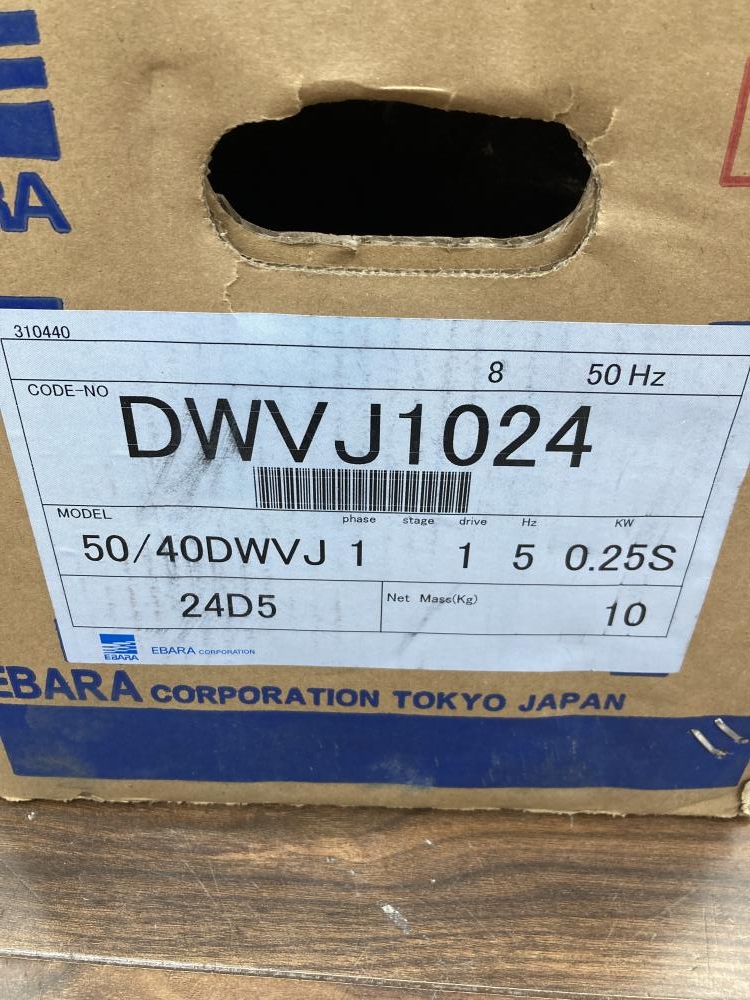 EBARA
310440
8 50 Hz
CODE-NO
DWVJ1024
MODEL phase stage drive Hz KW
50/40DWVJ 1 1 5 0.25S
24D5 Net Mass(Kg) 10
EBARA EBARA CORPORATION
EBARA CORPORATION TOKYO JAPAN